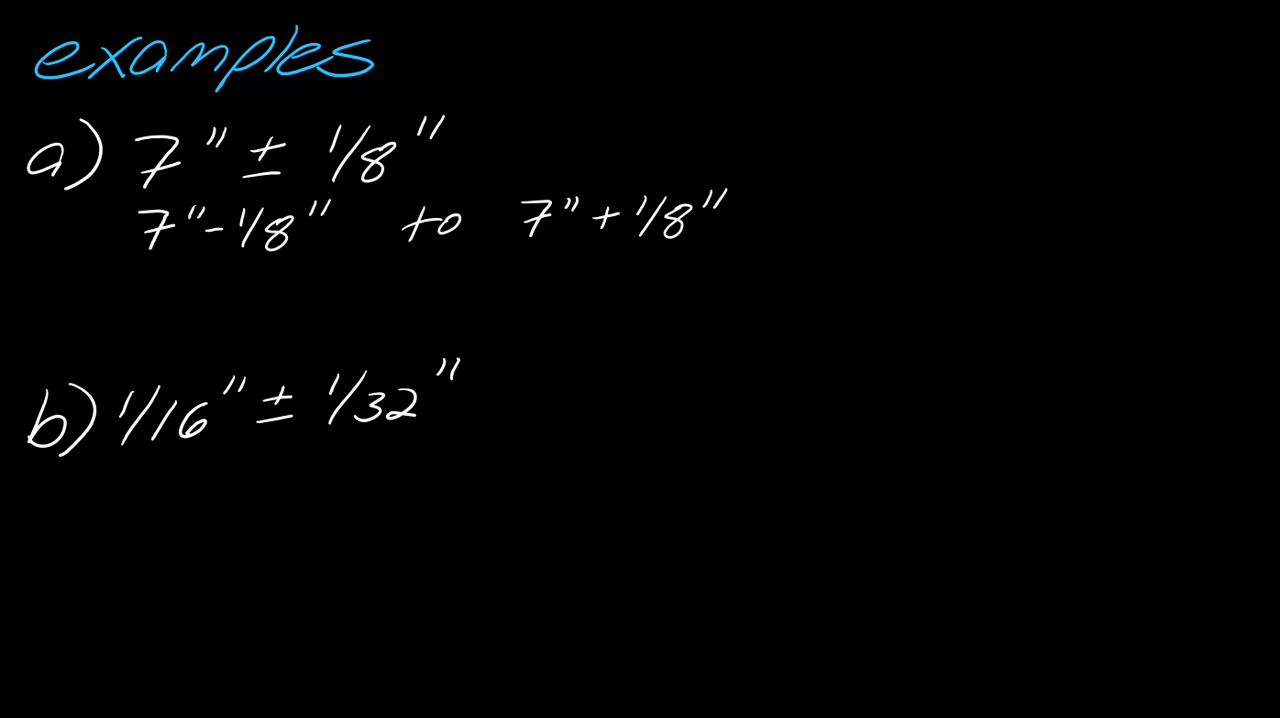 examples
a) 7" ± 1/8"
7" - 1/8" to 7" + 1/8"
b) 1/16" ± 1/32"